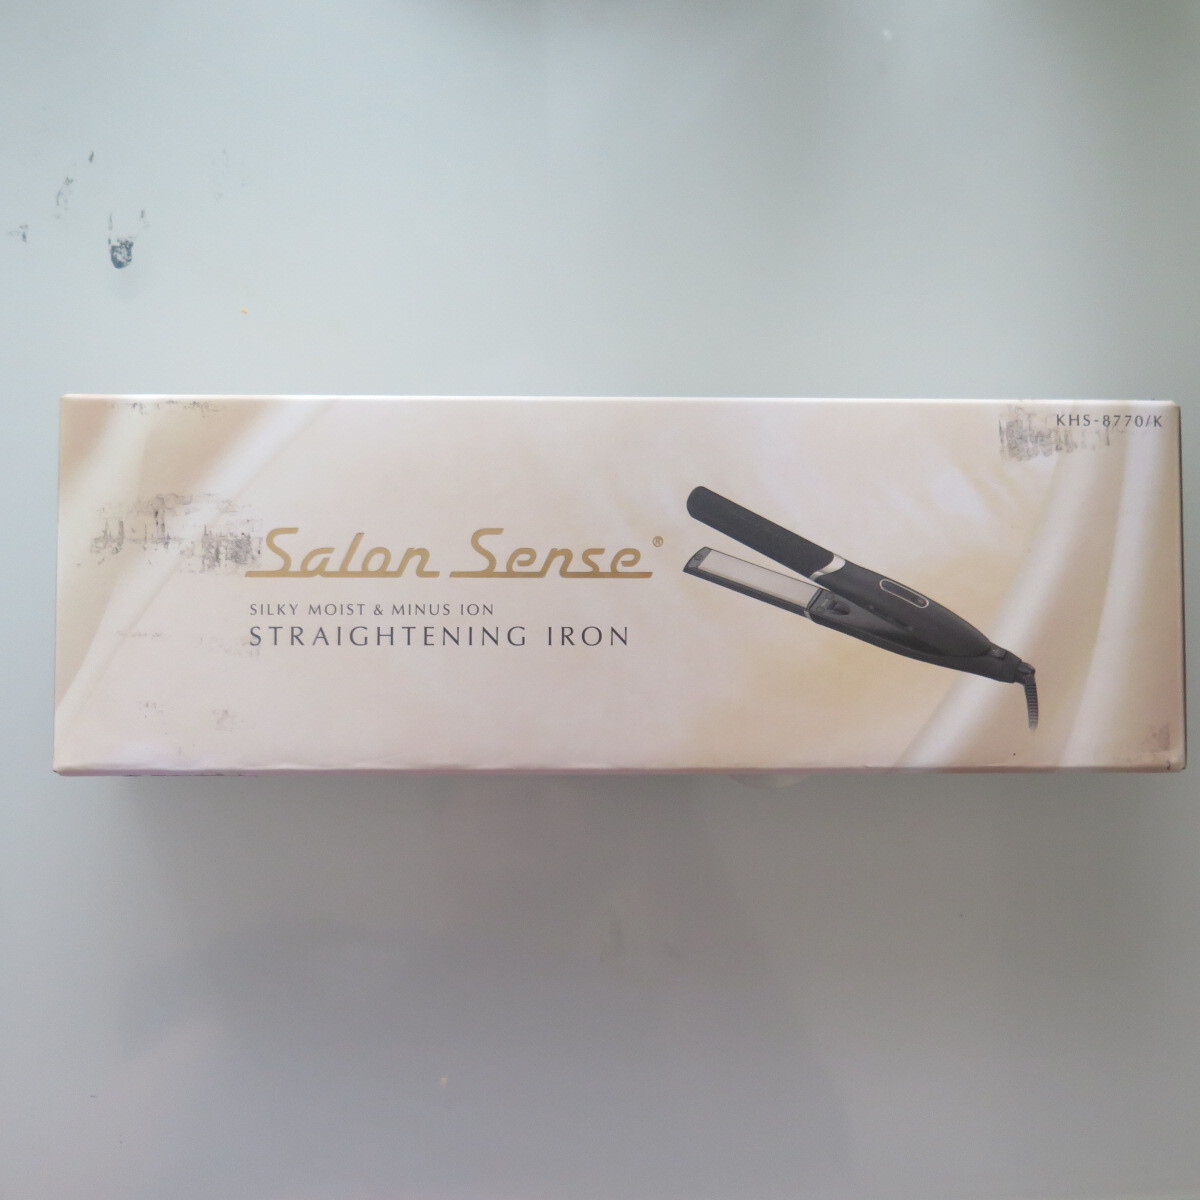 KHS-8770/K
Salon Sense®
SILKY MOIST & MINUS ION
STRAIGHTENING IRON